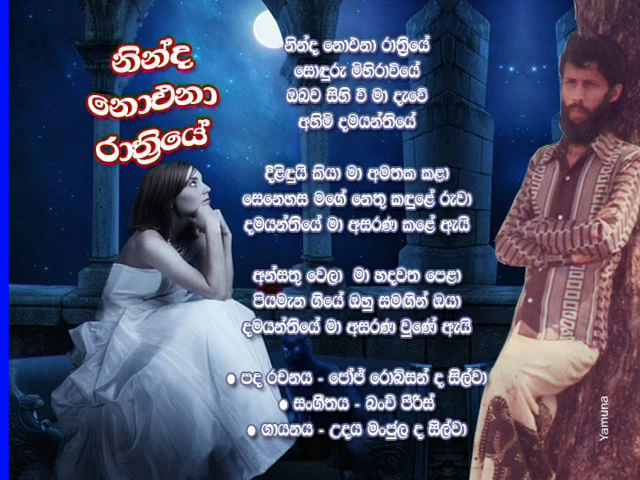 නින්ද
නොඑනා
රාත්‍රියේ
නින්ද නොඑනා රාත්‍රියේ
සොඳුරු මිහිරාවියේ
ඔබව සිහි වී මා දැවේ
අහිමි දමයන්තියේ
දිළිඳුයි කියා මා අමතක කළා
සෙනෙහස මගේ නෙතු කඳුළේ රුවා
දමයන්තියේ මා අසරණ කළේ ඇයි
අන්සතු වෙලා මා හදවත පෙළා
පියමැන ගියේ ඔහු සමඟින් ඔයා
දමයන්තියේ මා අසරණ වුණේ ඇයි
● පද රචනය - ජෝජ් රොබිසන් ද සිල්වා
● සංගීතය - බංචි පීරිස්
● ගායනය - උදය මංජුල ද සිල්වා
Yamuna